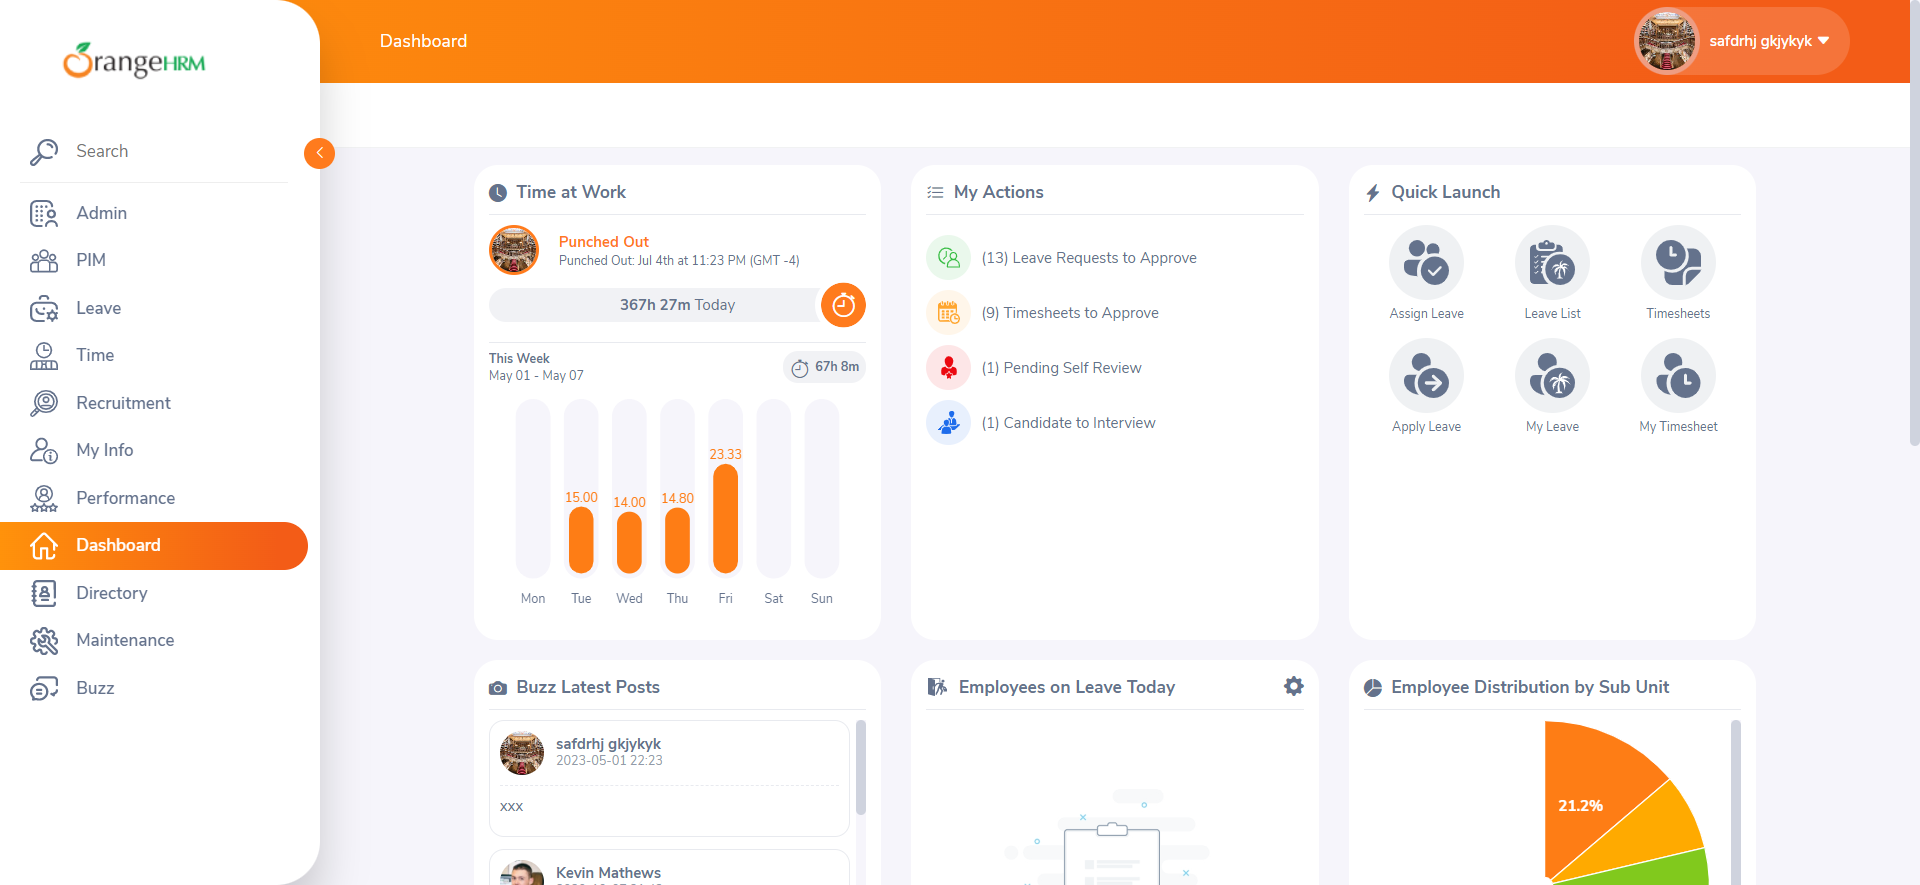 OrangeHRM
Dashboard
safdrhj gkjykyk
Search
Admin
PIM
Leave
Time
Recruitment
My Info
Performance
Dashboard
Directory
Maintenance
Buzz
Time at Work
Punched Out
Punched Out: Jul 4th at 11:23 PM (GMT -4)
367h 27m Today
This Week
May 01 - May 07
67h 8m
15.00
14.00
14.80
23.33
Mon
Tue
Wed
Thu
Fri
Sat
Sun
My Actions
(13) Leave Requests to Approve
(9) Timesheets to Approve
(1) Pending Self Review
(1) Candidate to Interview
Quick Launch
Assign Leave
Leave List
Timesheets
Apply Leave
My Leave
My Timesheet
Buzz Latest Posts
safdrhj gkjykyk
2023-05-01 22:23
xxx
Kevin Mathews
Employees on Leave Today
Employee Distribution by Sub Unit
21.2%